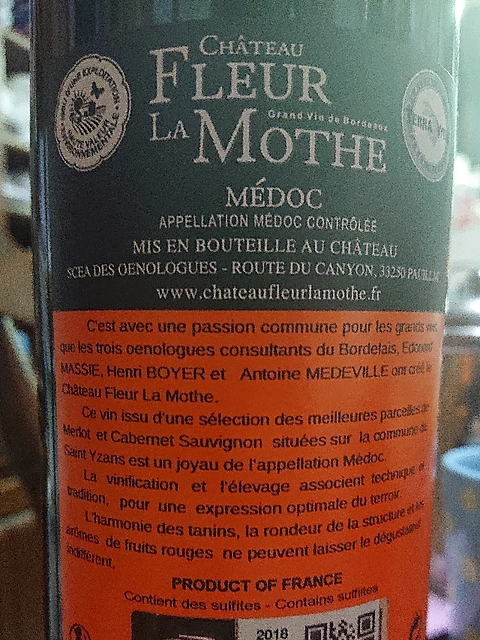 CHÂTEAU
FLEUR
Grand Vin de Bordeaux
LA MOTHE
D'UNE EXPLOITATION
HAUTE VALEUR
ENVIRONNEMENTALE
TERRA
MÉDOC
APPELLATION MÉDOC CONTRÔLÉE
MIS EN BOUTEILLE AU CHÂTEAU
SCEA DES OENOLOGUES - ROUTE DU CANYON, 33250 PAUILLAC
www.chateaufleurlamothe.fr
C'est avec une passion commune pour les grands vins,
que les trois oenologues consultants du Bordelais, Edouard
MASSIE, Henri BOYER et Antoine MEDEVILLE ont créé le
Château Fleur La Mothe.
Ce vin issu d'une sélection des meilleures parcelles de
Merlot et Cabernet Sauvignon situées sur la commune de
Saint Yzans est un joyau de l'appellation Médoc.
La vinification et l'élevage associent technique et
tradition, pour une expression optimale du terroir.
L'harmonie des tanins, la rondeur de la structure et les
arômes de fruits rouges ne peuvent laisser le dégustateur
indifférent.
PRODUCT OF FRANCE
Contient des sulfites - Contains sulfites
2018